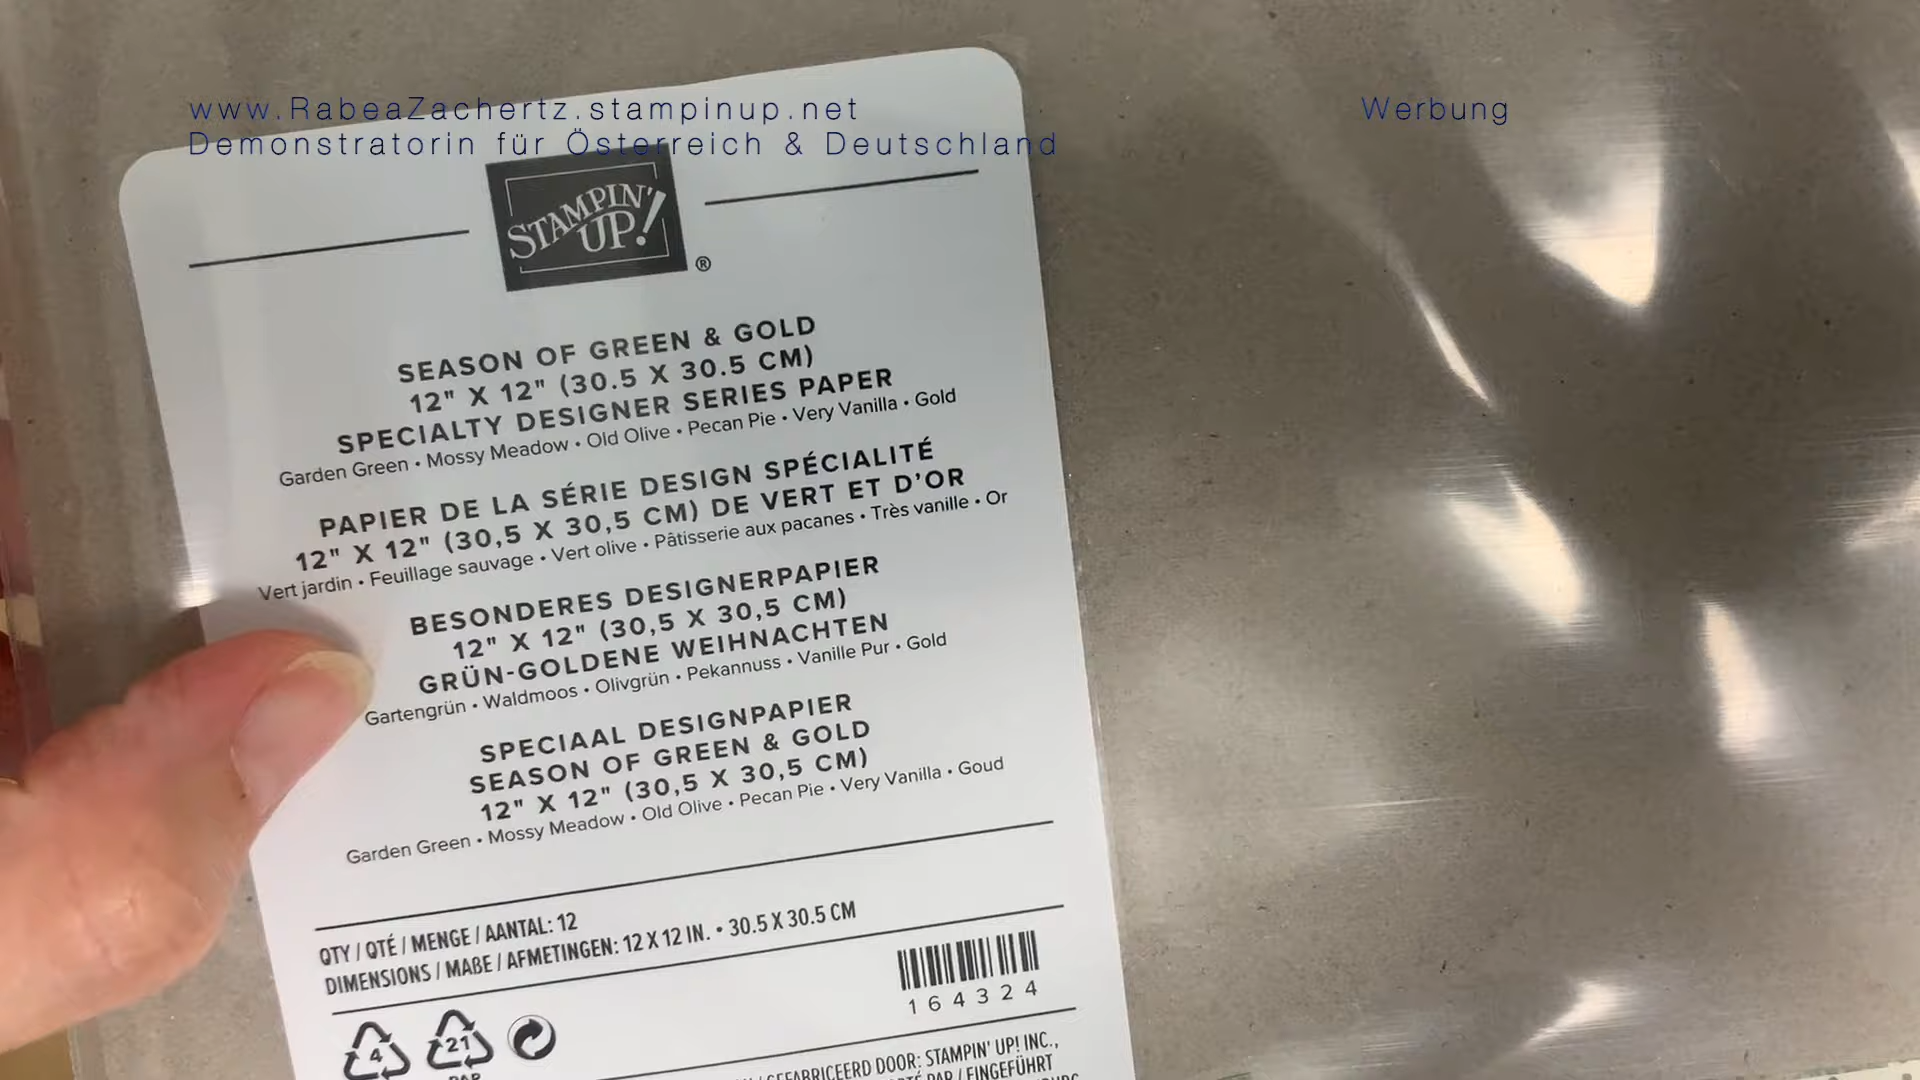 www.RabeaZachertz.stampinup.net
Werbung
Demonstratorin für Österreich & Deutschland
STAMPIN'
UP!
®
SEASON OF GREEN & GOLD
12" X 12" (30.5 X 30.5 CM)
SPECIALTY DESIGNER SERIES PAPER
Garden Green • Mossy Meadow • Old Olive • Pecan Pie • Very Vanilla • Gold
PAPIER DE LA SÉRIE DESIGN SPÉCIALITÉ
12" X 12" (30,5 X 30,5 CM) DE VERT ET D'OR
Vert jardin • Feuillage sauvage • Vert olive • Pâtisserie aux pacanes • Très vanille • Or
BESONDERES DESIGNERPAPIER
12" X 12" (30,5 X 30,5 CM)
GRÜN-GOLDENE WEIHNACHTEN
Gartengrün • Waldmoos • Olivgrün • Pekannuss • Vanille Pur • Gold
SPECIAAL DESIGNPAPIER
SEASON OF GREEN & GOLD
12" X 12" (30,5 X 30,5 CM)
Garden Green • Mossy Meadow • Old Olive • Pecan Pie • Very Vanilla • Goud
QTY / QTÉ / MENGE / AANTAL: 12
DIMENSIONS / MAßE / AFMETINGEN: 12 X 12 IN. • 30.5 X 30.5 CM
164324
4
21
PAP
GEFABRICEERD DOOR: STAMPIN' UP! INC.,
PAR / EINGEFÜHRT